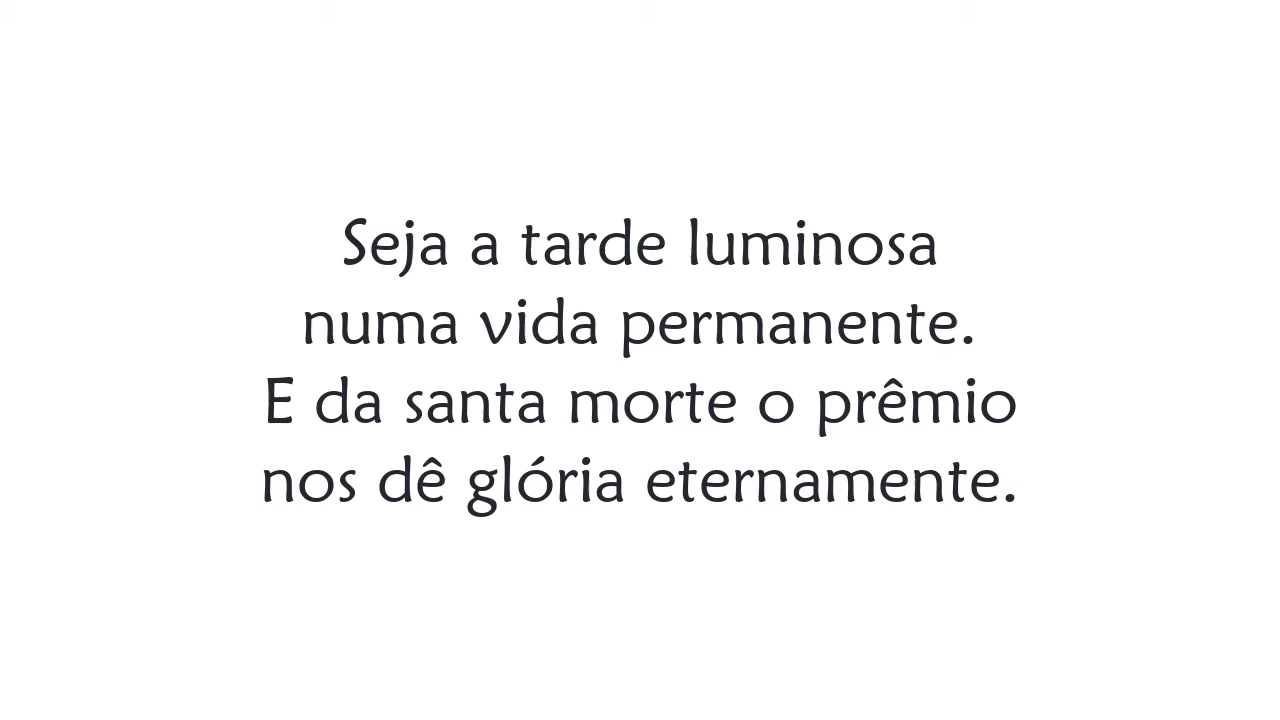 Seja a tarde luminosa
numa vida permanente.
E da santa morte o prêmio
nos dê glória eternamente.